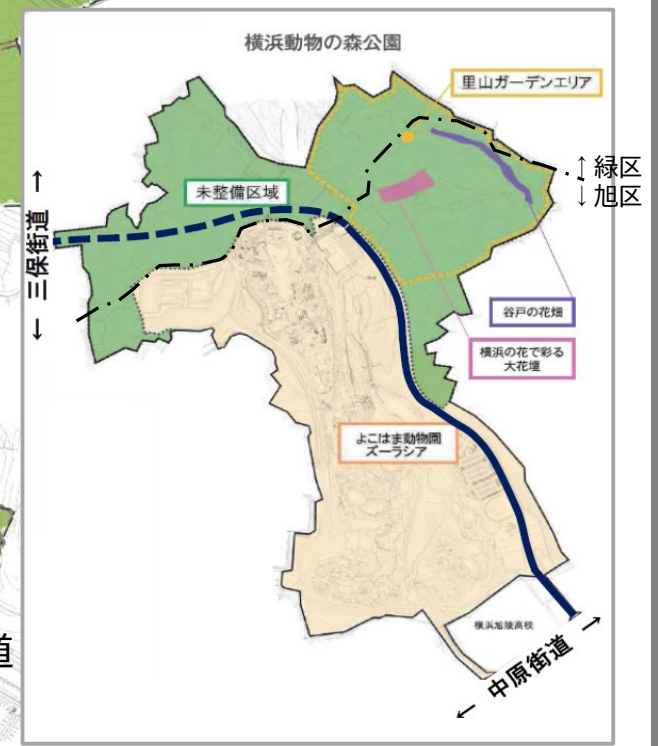 横浜動物の森公園
里山ガーデンエリア
↑ 緑区
↓ 旭区
未整備区域
← 三保街道 →
谷戸の花畑
横浜の花で彩る
大花壇
よこはま動物園
ズーラシア
道
横浜旭陵高校
← 中原街道 →